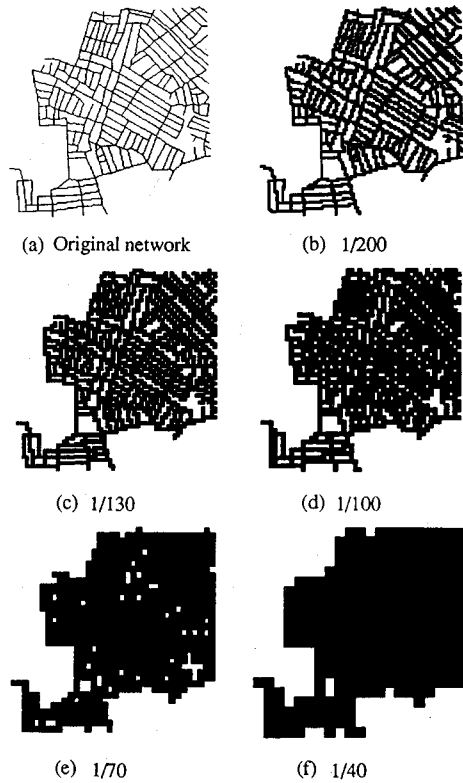 (a) Original network
(b) 1/200
(c) 1/130
(d) 1/100
(e) 1/70
(f) 1/40